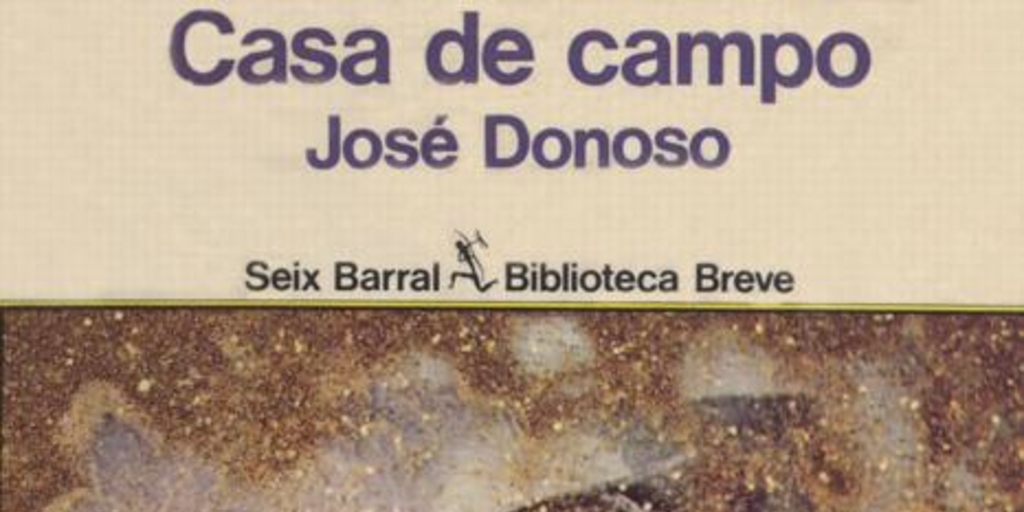 Casa de campo
José Donoso
Seix Barral Biblioteca Breve